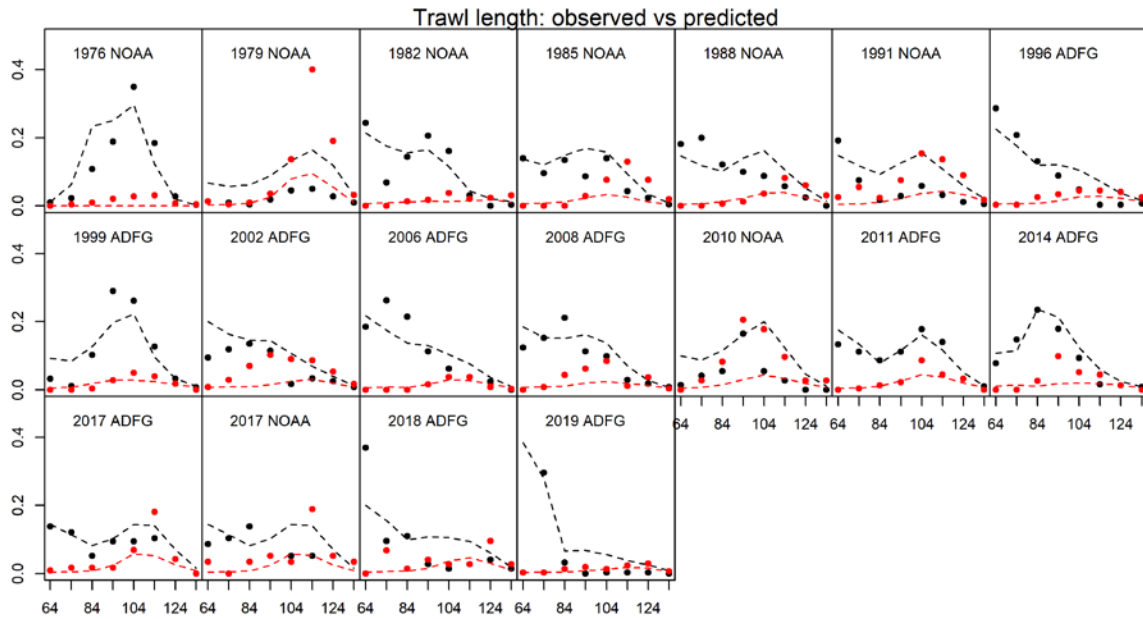 Trawl length: observed vs predicted
1976 NOAA 1979 NOAA 1982 NOAA 1985 NOAA 1988 NOAA 1991 NOAA 1996 ADFG
0.4
0.2
0.0
1999 ADFG 2002 ADFG 2006 ADFG 2008 ADFG 2010 NOAA 2011 ADFG 2014 ADFG
0.4
0.2
0.0
64 84 104 124 64 84 104 124 64 84 104 124
2017 ADFG 2017 NOAA 2018 ADFG 2019 ADFG
0.4
0.2
0.0
64 84 104 124 64 84 104 124 64 84 104 124 64 84 104 124